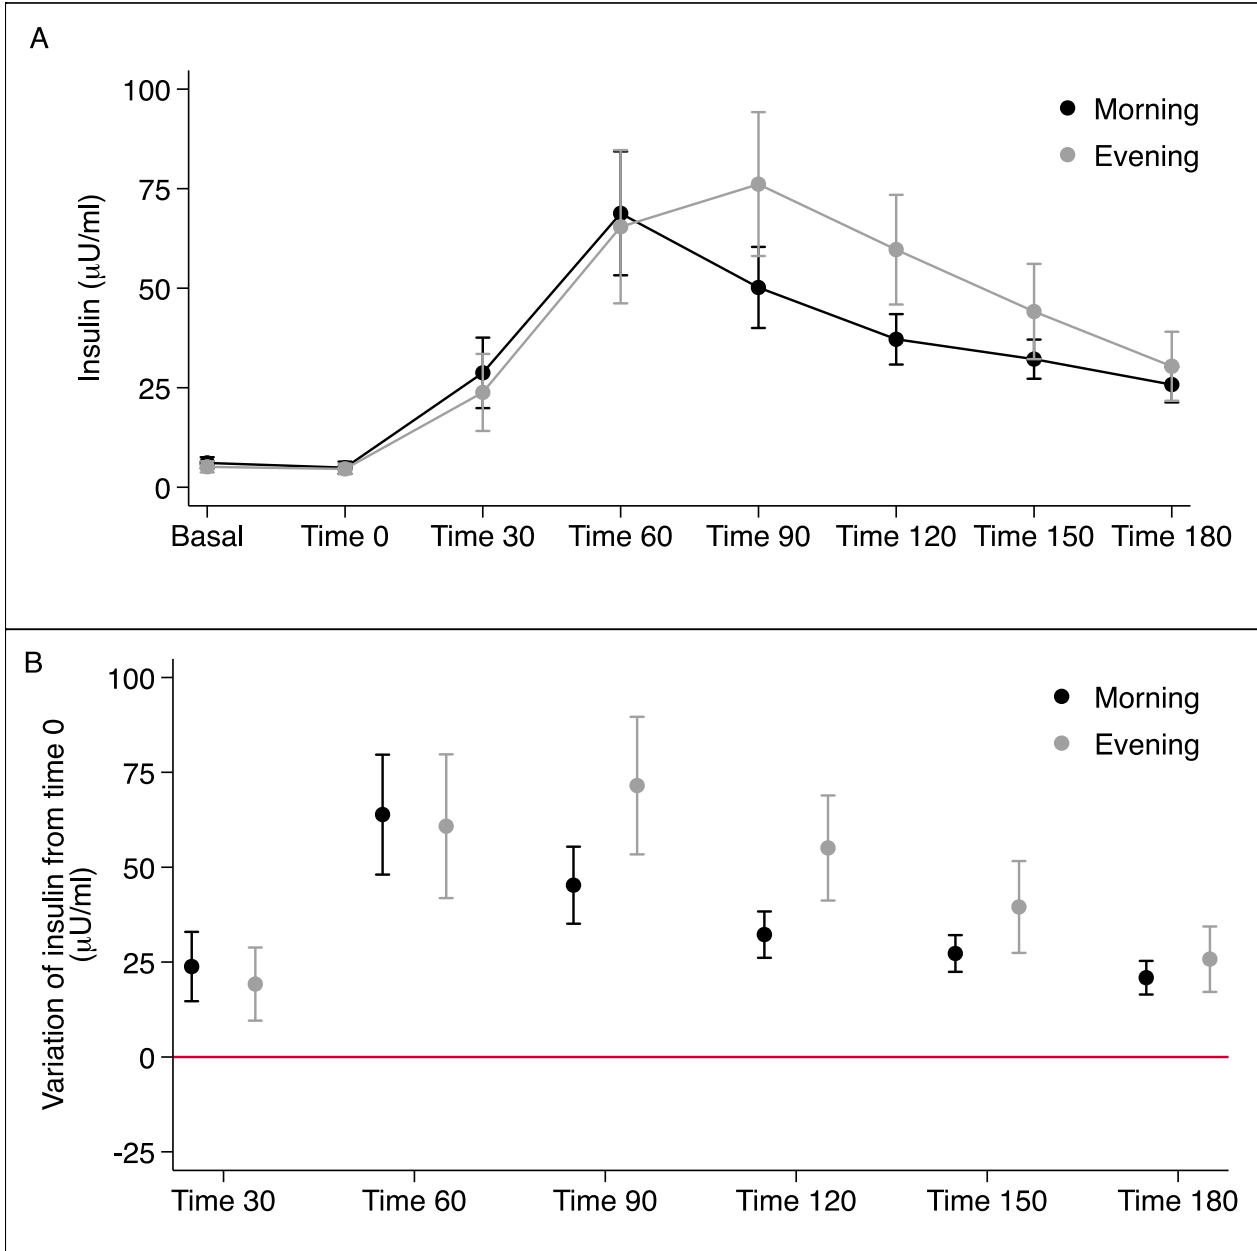 A
100
75
50
25
0
Insulin (μU/ml)
Morning
Evening
Basal Time 0 Time 30 Time 60 Time 90 Time 120 Time 150 Time 180
B
100
75
50
25
0
-25
Variation of insulin from time 0
(μU/ml)
Morning
Evening
Time 30 Time 60 Time 90 Time 120 Time 150 Time 180